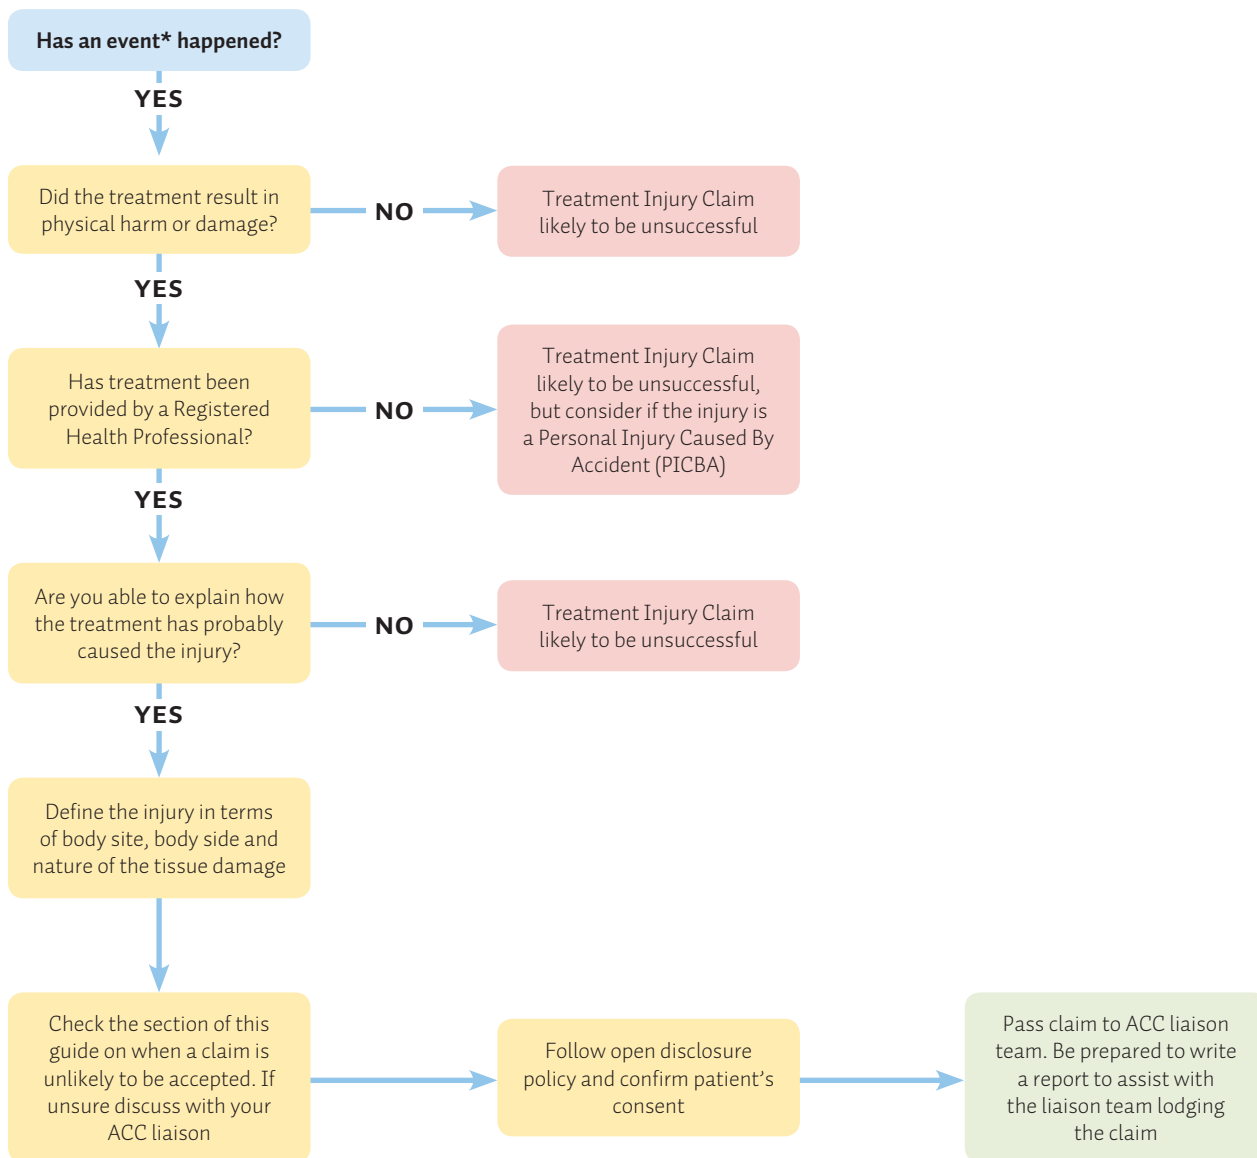 Has an event* happened?
YES
Did the treatment result in
physical harm or damage?
NO
Treatment Injury Claim
likely to be unsuccessful
YES
Has treatment been
provided by a Registered
Health Professional?
NO
Treatment Injury Claim
likely to be unsuccessful,
but consider if the injury is
a Personal Injury Caused By
Accident (PICBA)
YES
Are you able to explain how
the treatment has probably
caused the injury?
NO
Treatment Injury Claim
likely to be unsuccessful
YES
Define the injury in terms
of body site, body side and
nature of the tissue damage
Check the section of this
guide on when a claim is
unlikely to be accepted. If
unsure discuss with your
ACC liaison
Follow open disclosure
policy and confirm patient’s
consent
Pass claim to ACC liaison
team. Be prepared to write
a report to assist with
the liaison team lodging
the claim